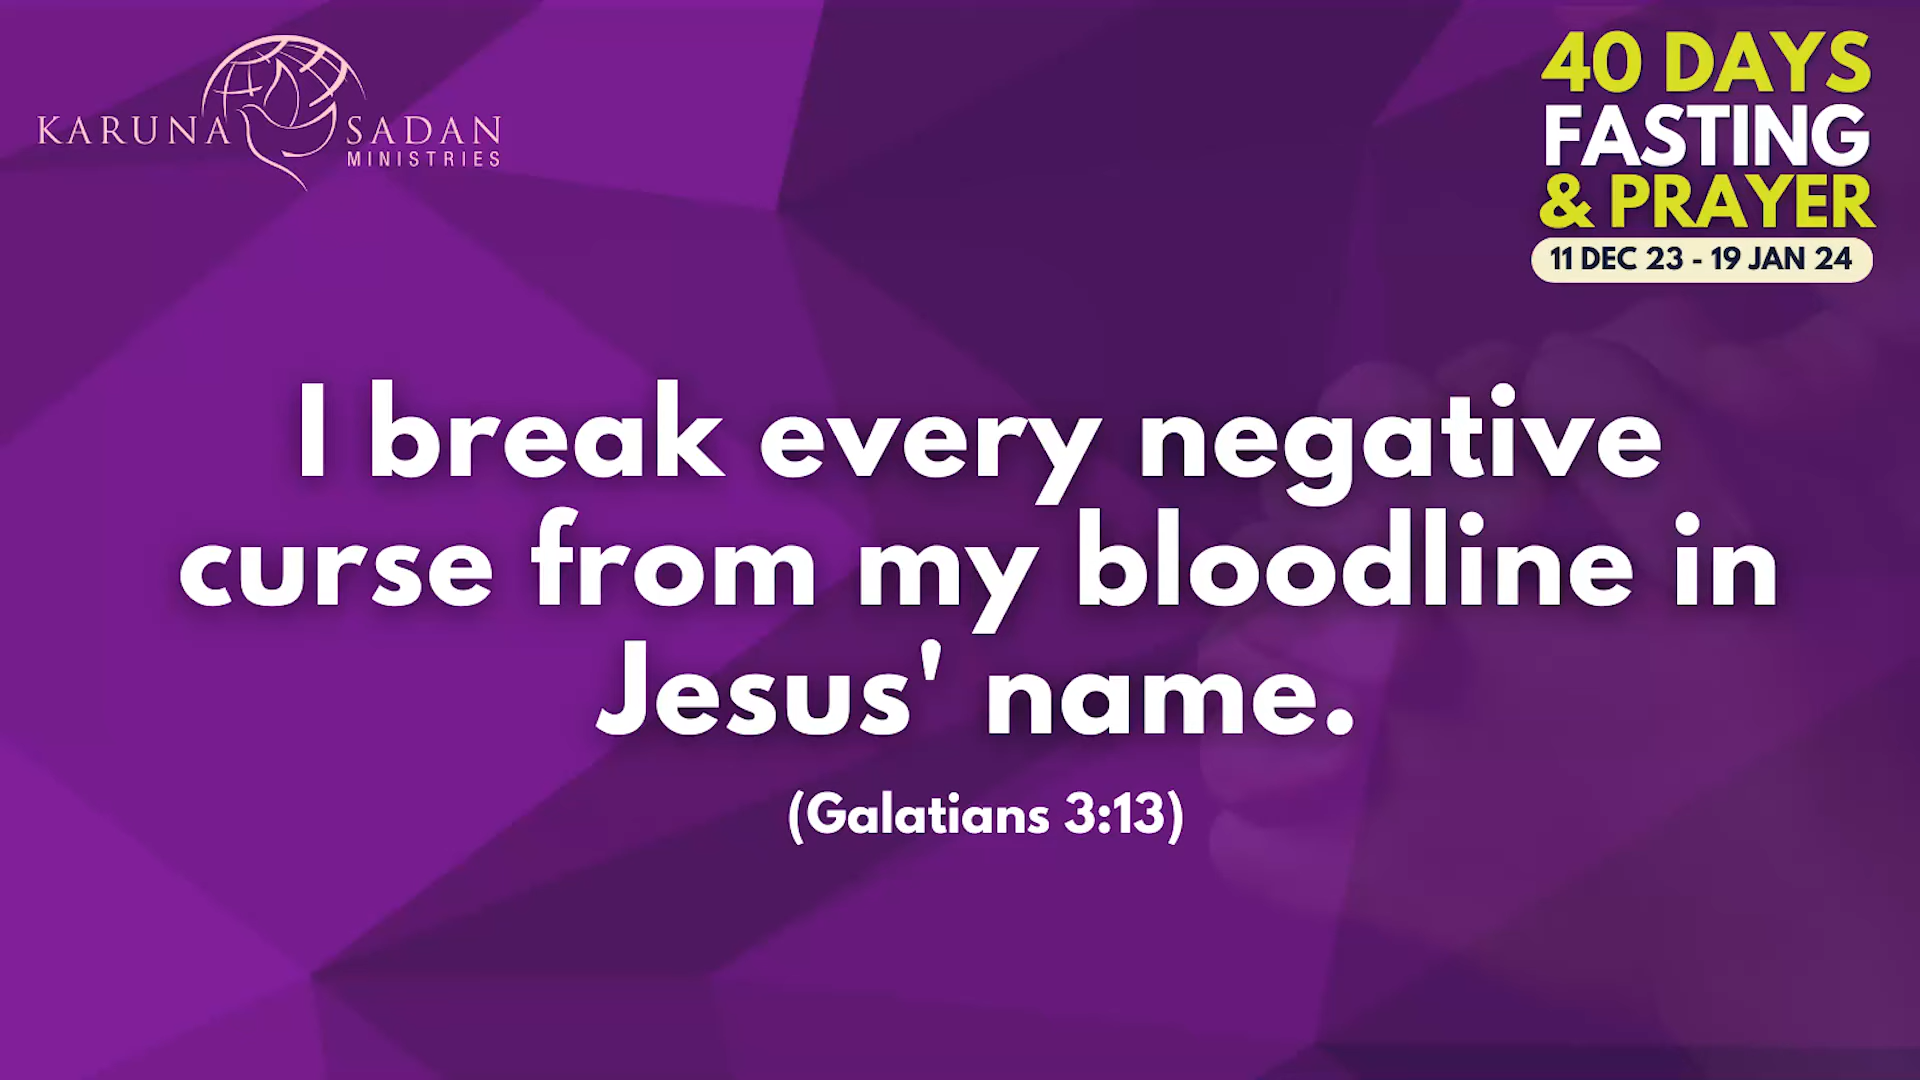 KARUNA SADAN
MINISTRIES
40 DAYS
FASTING
& PRAYER
11 DEC 23 - 19 JAN 24
I break every negative
curse from my bloodline in
Jesus' name.
(Galatians 3:13)